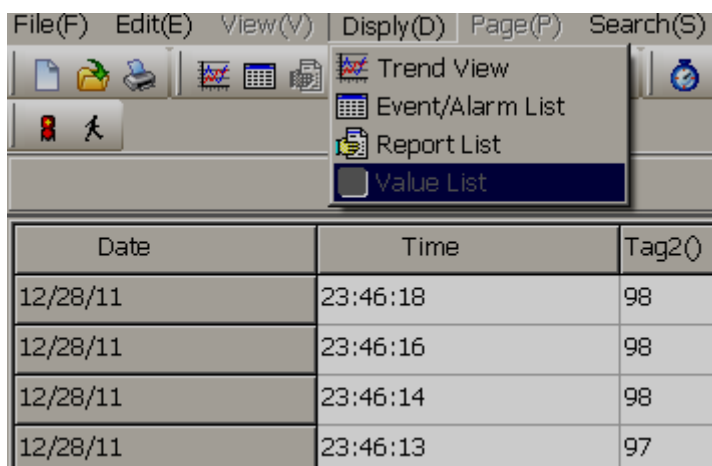 File(F) Edit(E) View(V) Disply(D) Page(P) Search(S)
Trend View
Event/Alarm List
Report List
Value List
Date Time Tag2()
12/28/11 23:46:18 98
12/28/11 23:46:16 98
12/28/11 23:46:14 98
12/28/11 23:46:13 97